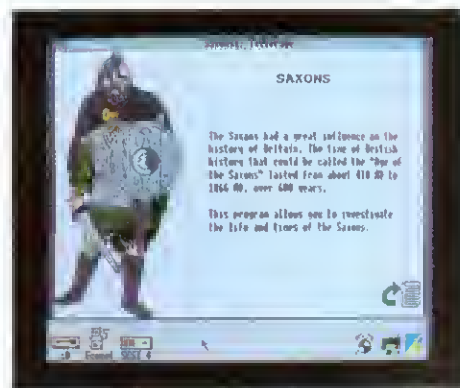 SAXONS
The Saxons had a great influence on the
history of Britain. The time of British
history that could be called the "Age of
the Saxons" lasted from about 410 AD to
1066 AD, over 600 years.
This program allows you to investigate
the life and times of the Saxons.
:0